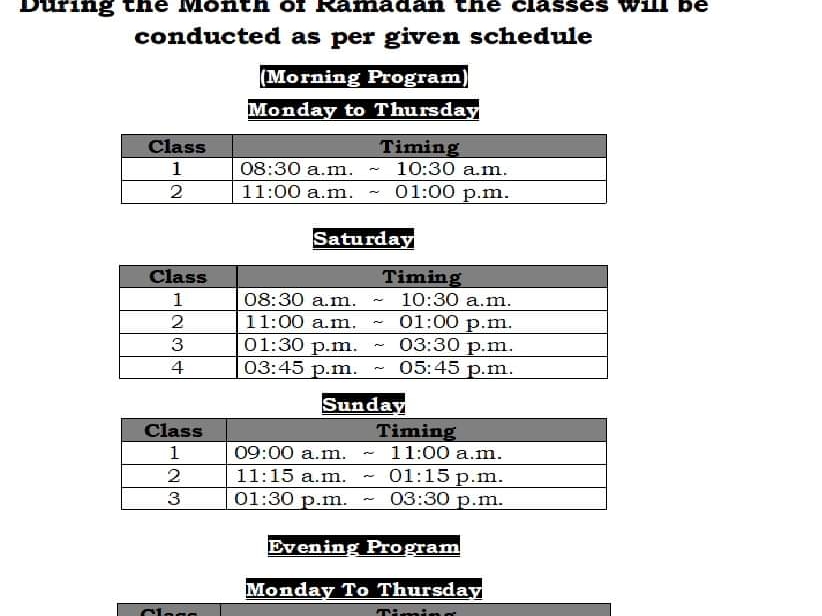 During the Month of Ramadan the classes will be
conducted as per given schedule
(Morning Program)
Monday to Thursday
Class Timing
1 08:30 a.m. ~ 10:30 a.m.
2 11:00 a.m. ~ 01:00 p.m.
Saturday
Class Timing
1 08:30 a.m. ~ 10:30 a.m.
2 11:00 a.m. ~ 01:00 p.m.
3 01:30 p.m. ~ 03:30 p.m.
4 03:45 p.m. ~ 05:45 p.m.
Sunday
Class Timing
1 09:00 a.m. ~ 11:00 a.m.
2 11:15 a.m. ~ 01:15 p.m.
3 01:30 p.m. ~ 03:30 p.m.
Evening Program
Monday To Thursday
Class Timing